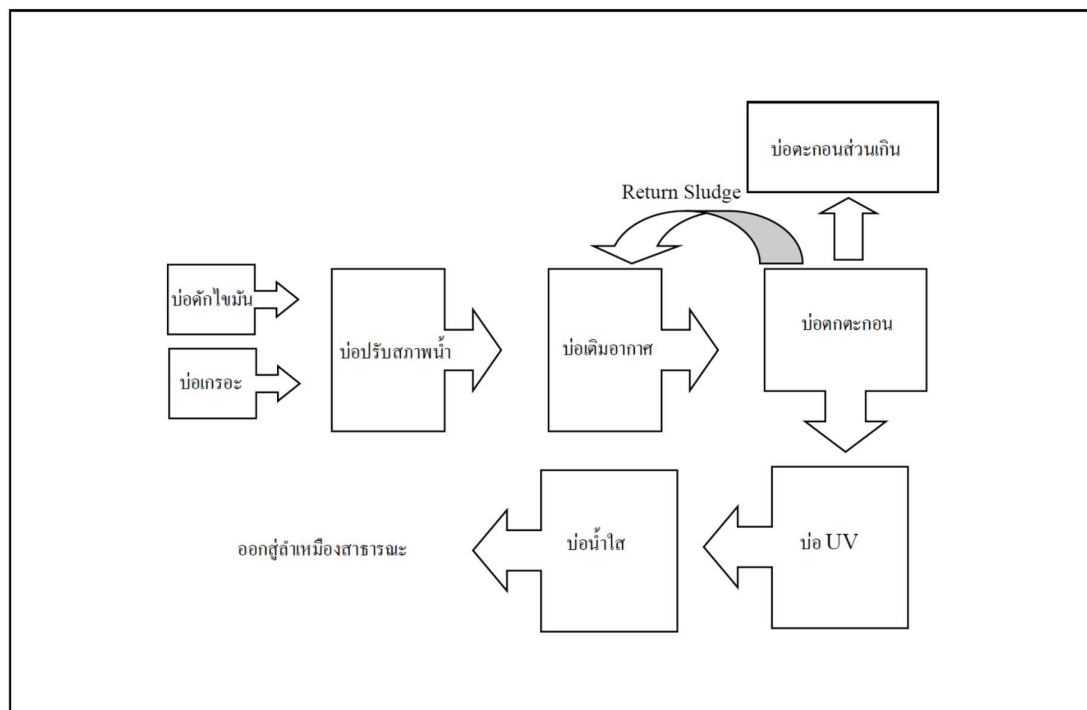 บ่อตะกอนส่วนเกิน
Return Sludge
บ่อดักไขมัน
บ่อเกรอะ
บ่อปรับสภาพน้ำ
บ่อเติมอากาศ
บ่อตกตะกอน
ออกสู่ลำเหมืองสาธารณะ
บ่อน้ำใส
บ่อ UV